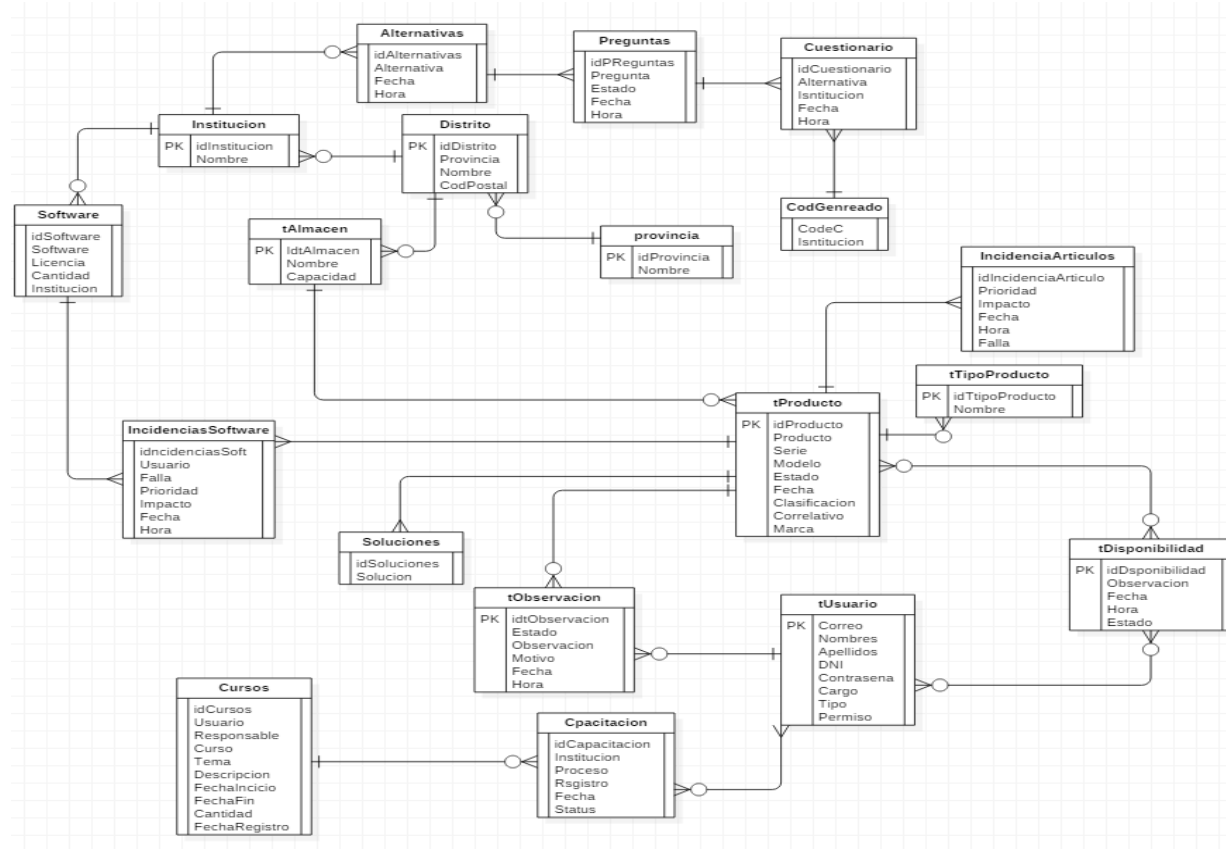 Alternativas
idAlternativas
Alternativa
Fecha
Hora
Preguntas
idPReguntas
Pregunta
Estado
Fecha
Hora
Cuestionario
idCuestionario
Alternativa
Isntitucion
Fecha
Hora
Institucion
PK idInstitucion
Nombre
Distrito
PK idDistrito
Provincia
Nombre
CodPostal
Software
idSoftware
Software
Licencia
Cantidad
Institucion
tAlmacen
PK IdtAlmacen
Nombre
Capacidad
provincia
PK idProvincia
Nombre
CodGenreado
CodeC
Isntitucion
IncidenciaArticulos
idIncidenciaArticulo
Prioridad
Impacto
Fecha
Hora
Falla
tTipoProducto
PK idTtipoProducto
Nombre
tProducto
PK idProducto
Producto
Serie
Modelo
Estado
Fecha
Clasificacion
Correlativo
Marca
IncidenciasSoftware
idncidenciasSoft
Usuario
Falla
Prioridad
Impacto
Fecha
Hora
Soluciones
idSoluciones
Solucion
tDisponibilidad
PK idDsponibilidad
Observacion
Fecha
Hora
Estado
tObservacion
PK idtObservacion
Estado
Observacion
Motivo
Fecha
Hora
tUsuario
PK Correo
Nombres
Apellidos
DNI
Contrasena
Cargo
Tipo
Permiso
Cursos
idCursos
Usuario
Responsable
Curso
Tema
Descripcion
FechaIncicio
FechaFin
Cantidad
FechaRegistro
Cpacitacion
idCapacitacion
Institucion
Proceso
Rsgistro
Fecha
Status